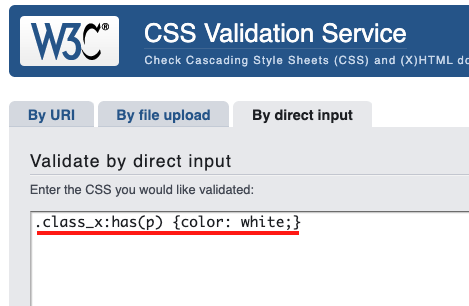 W3C® CSS Validation Service
Check Cascading Style Sheets (CSS) and (X)HTML do
By URI By file upload By direct input
Validate by direct input
Enter the CSS you would like validated:
.class_x:has(p) {color: white;}